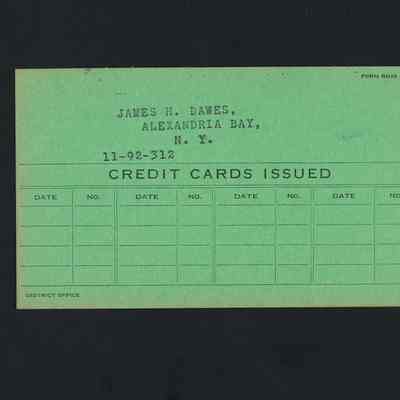 JAMES H. DAWES,
ALEXANDRIA BAY,
N. Y.
11-92-312
CREDIT CARDS ISSUED
DATE NO. DATE NO. DATE NO. DATE NO.
DISTRICT OFFICE